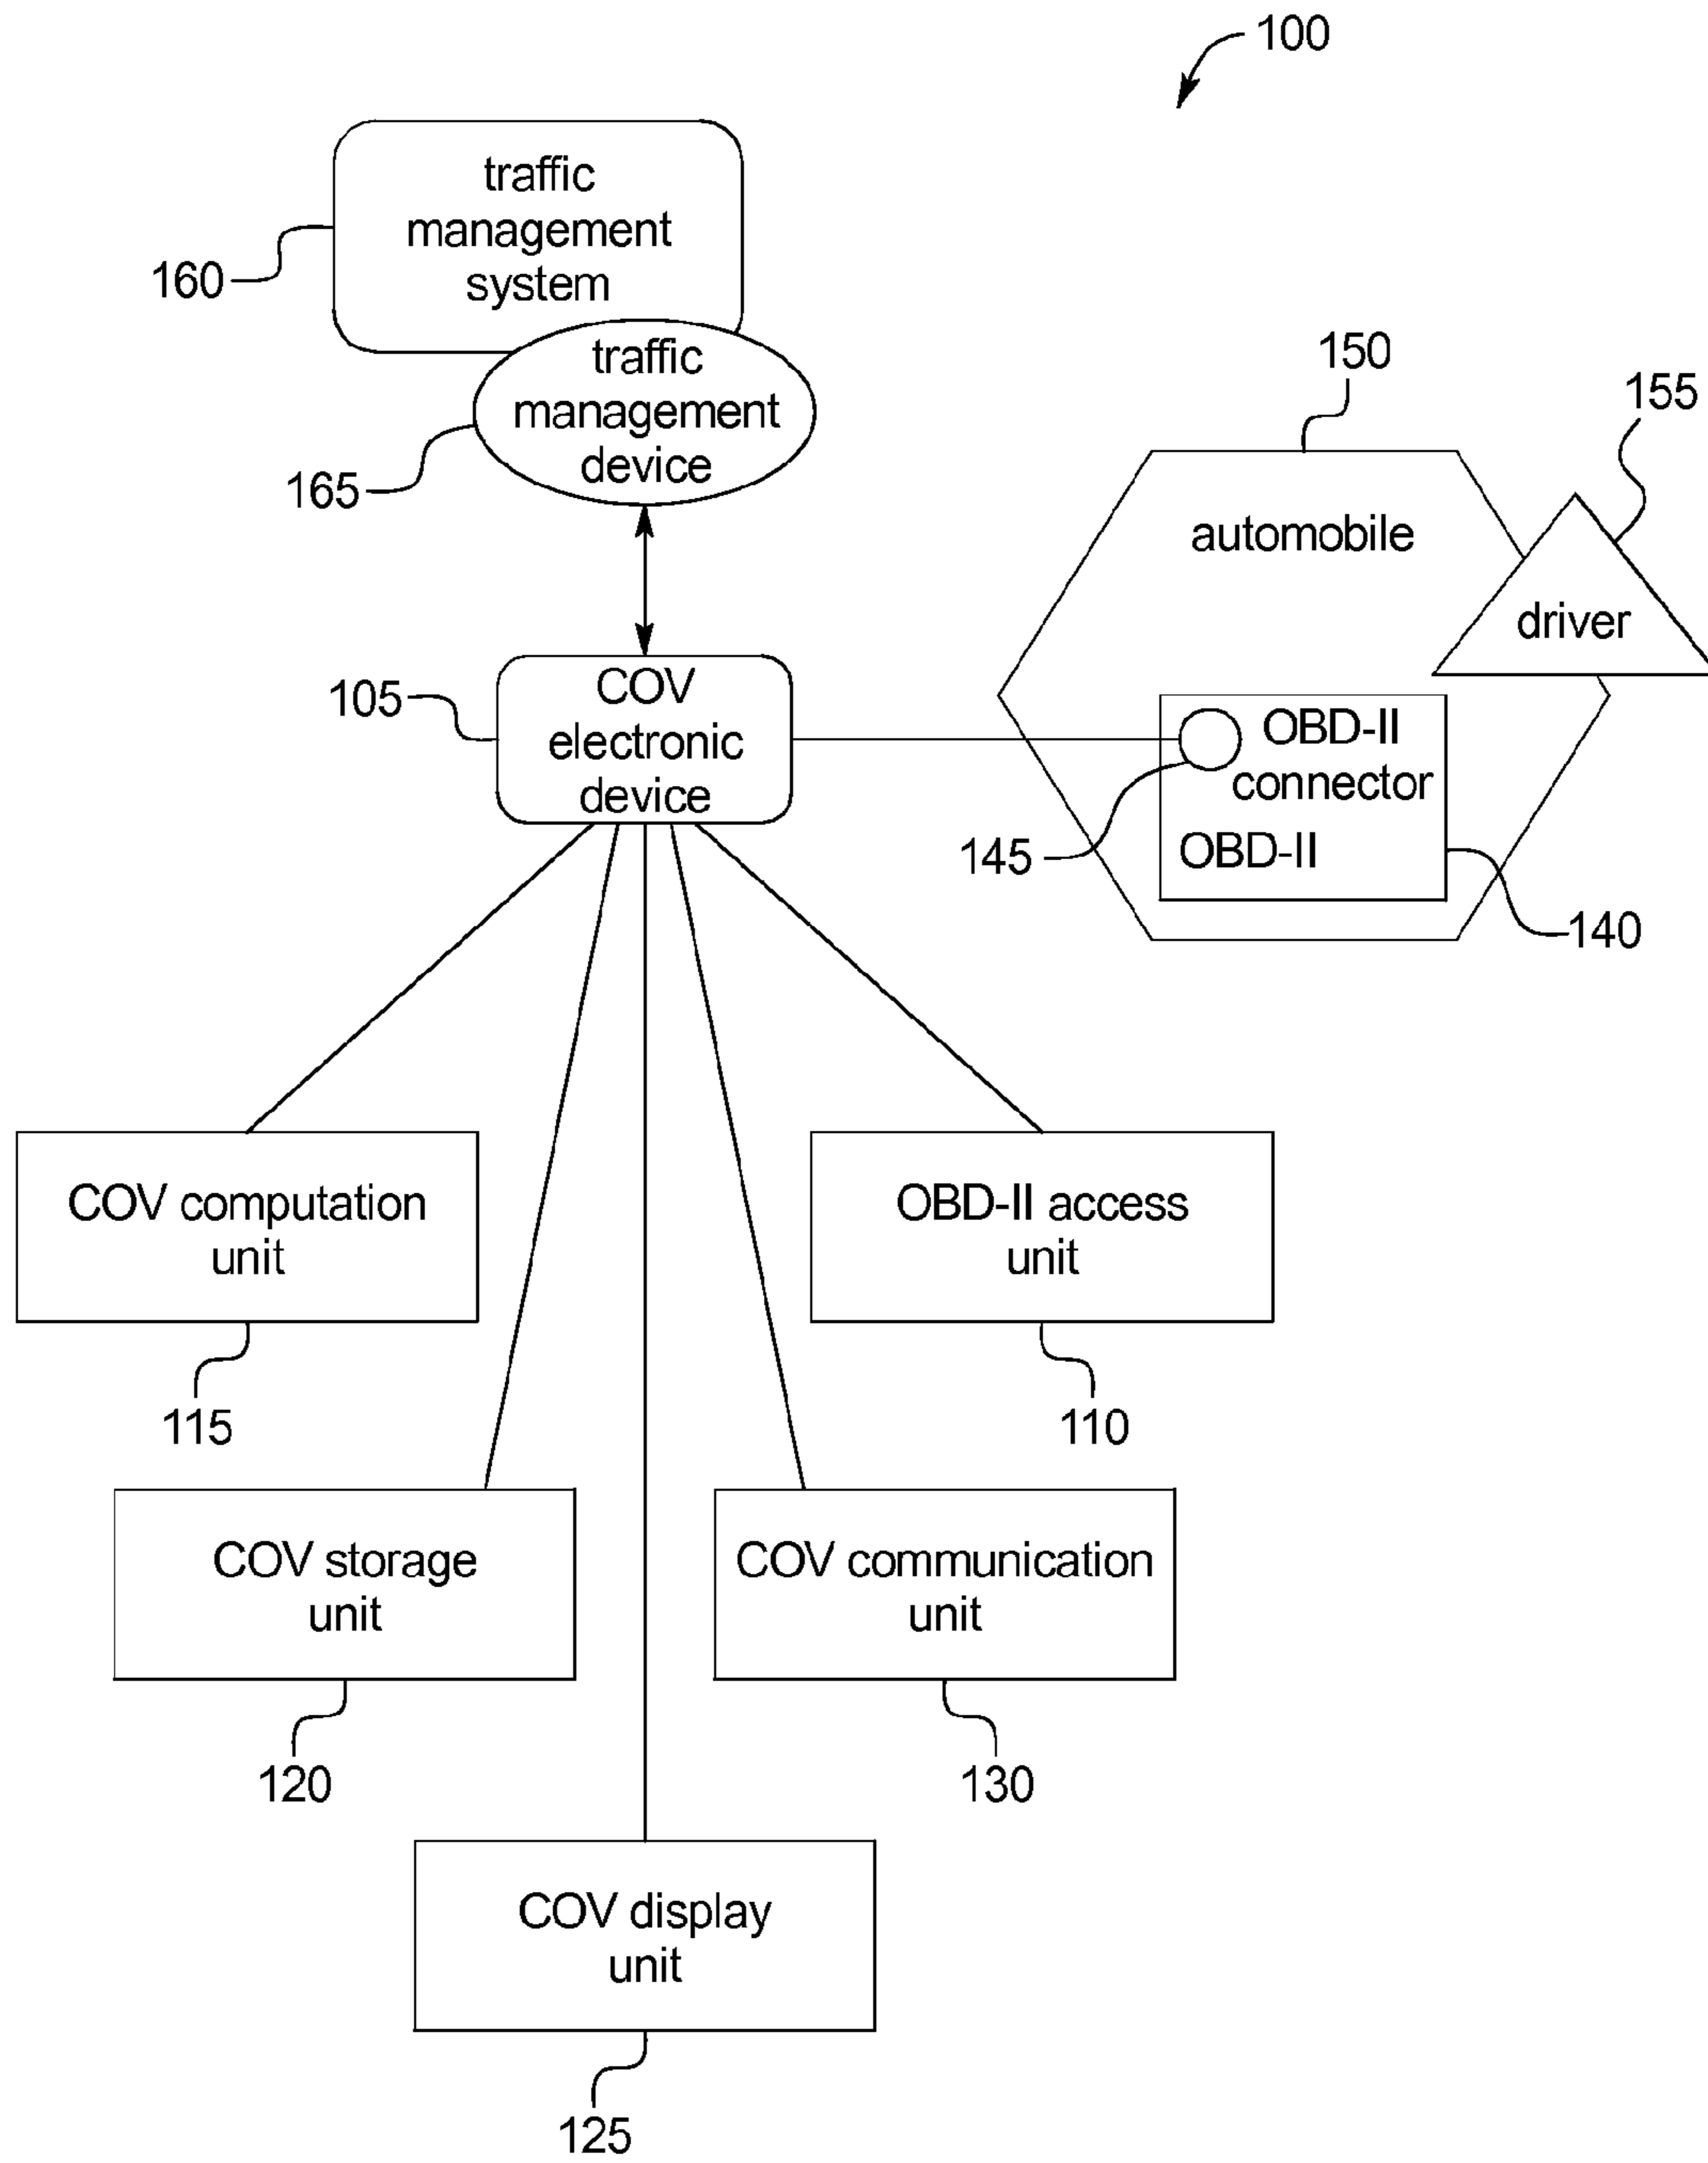 100
traffic
management
system
160
traffic
management
device
165
150
155
automobile
driver
COV
electronic
device
105
OBD-II
connector
OBD-II
145
140
COV computation
unit
115
OBD-II access
unit
110
COV storage
unit
120
COV communication
unit
130
COV display
unit
125